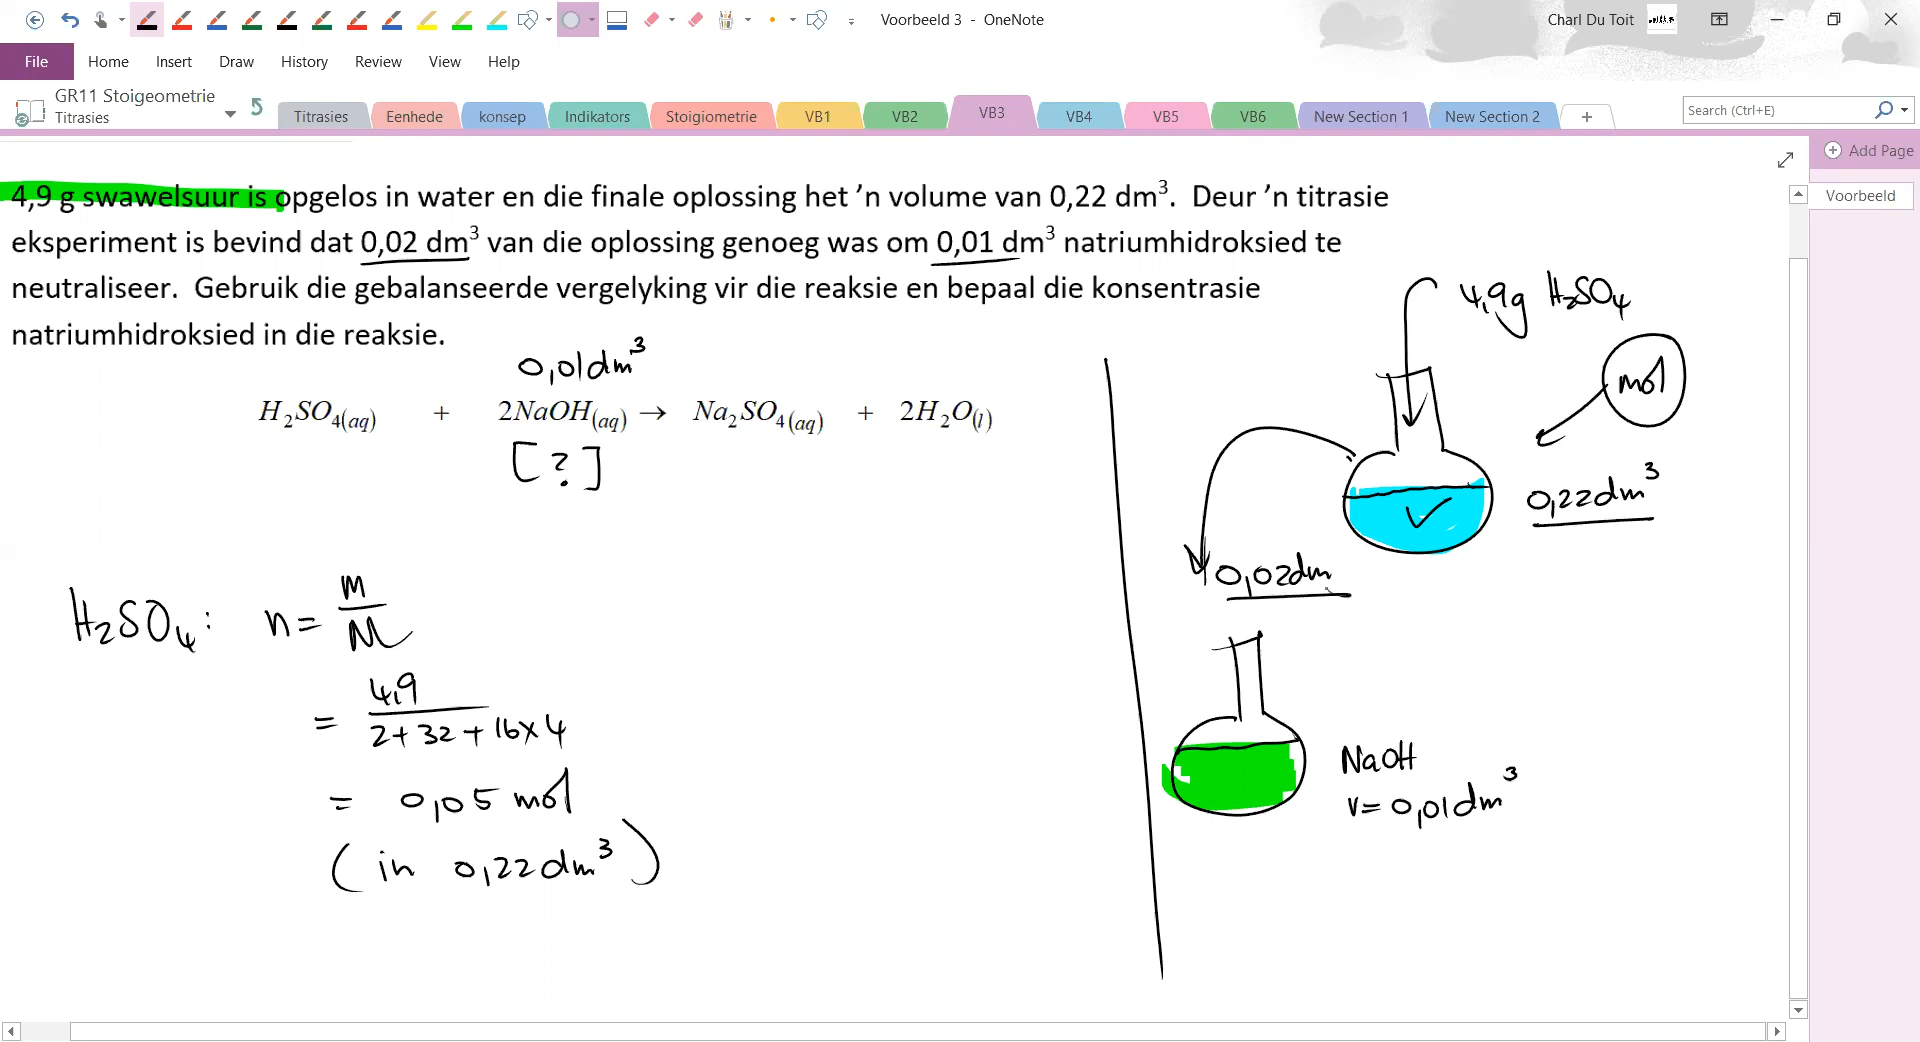 Voorbeeld 3 - OneNote
Charl Du Toit
File Home Insert Draw History Review View Help
GR11 Stoigeometrie
Titrasies
Titrasies Eenhede konsep Indikators Stoigiometrie VB1 VB2 VB3 VB4 VB5 VB6 New Section 1 New Section 2 +
Search (Ctrl+E)
Add Page
Voorbeeld
4,9 g swawelsuur is opgelos in water en die finale oplossing het ’n volume van 0,22 dm³. Deur ’n titrasie
eksperiment is bevind dat 0,02 dm³ van die oplossing genoeg was om 0,01 dm³ natriumhidroksied te
neutraliseer. Gebruik die gebalanseerde vergelyking vir die reaksie en bepaal die konsentrasie
natriumhidroksied in die reaksie.
0,01dm³
H₂SO₄(aq) + 2NaOH(aq) → Na₂SO₄(aq) + 2H₂O(l)
[?]
H₂SO₄: n = m/M
= 4,9 / 2+32+16×4
= 0,05 mol
(in 0,22dm³)
4,9g H₂SO₄
mol
0,22dm³
0,02dm
NaOH
V= 0,01dm³